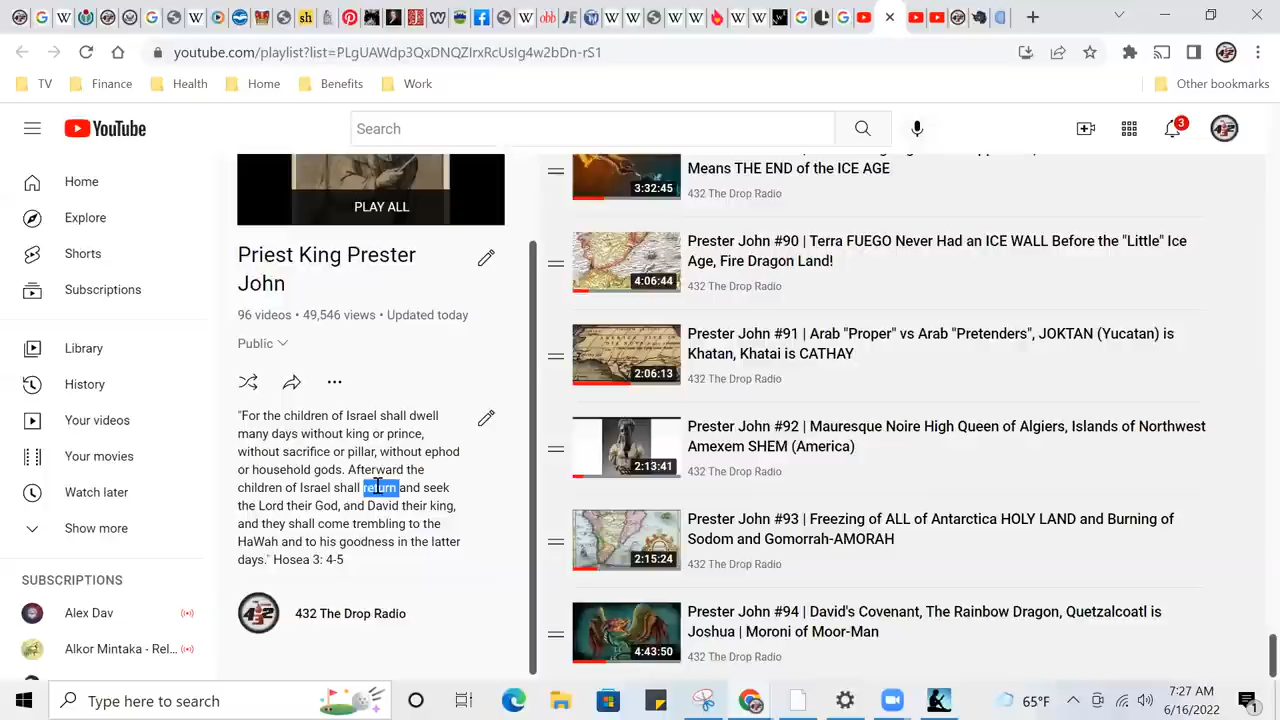 youtube.com/playlist?list=PLgUAWdp3QxDNQZIrxRcUsIg4w2bDn-rS1
TV
Finance
Health
Home
Benefits
Work
Other bookmarks
YouTube
Search
3
Home
Explore
Shorts
Subscriptions
Library
History
Your videos
Your movies
Watch later
Show more
SUBSCRIPTIONS
Alex Dav
Alkor Mintaka - Rel...
PLAY ALL
Priest King Prester
John
96 videos • 49,546 views • Updated today
Public
"For the children of Israel shall dwell
many days without king or prince,
without sacrifice or pillar, without ephod
or household gods. Afterward the
children of Israel shall return and seek
the Lord their God, and David their king,
and they shall come trembling to the
HaWah and to his goodness in the latter
days." Hosea 3: 4-5
432 The Drop Radio
Means THE END of the ICE AGE
3:32:45
432 The Drop Radio
Prester John #90 | Terra FUEGO Never Had an ICE WALL Before the "Little" Ice
Age, Fire Dragon Land!
4:06:44
432 The Drop Radio
Prester John #91 | Arab "Proper" vs Arab "Pretenders", JOKTAN (Yucatan) is
Khatan, Khatai is CATHAY
2:06:13
432 The Drop Radio
Prester John #92 | Mauresque Noire High Queen of Algiers, Islands of Northwest
Amexem SHEM (America)
2:13:41
432 The Drop Radio
Prester John #93 | Freezing of ALL of Antarctica HOLY LAND and Burning of
Sodom and Gomorrah-AMORAH
2:15:24
432 The Drop Radio
Prester John #94 | David's Covenant, The Rainbow Dragon, Quetzalcoatl is
Joshua | Moroni of Moor-Man
4:43:50
432 The Drop Radio
Type here to search
65°F
7:27 AM
6/16/2022
1